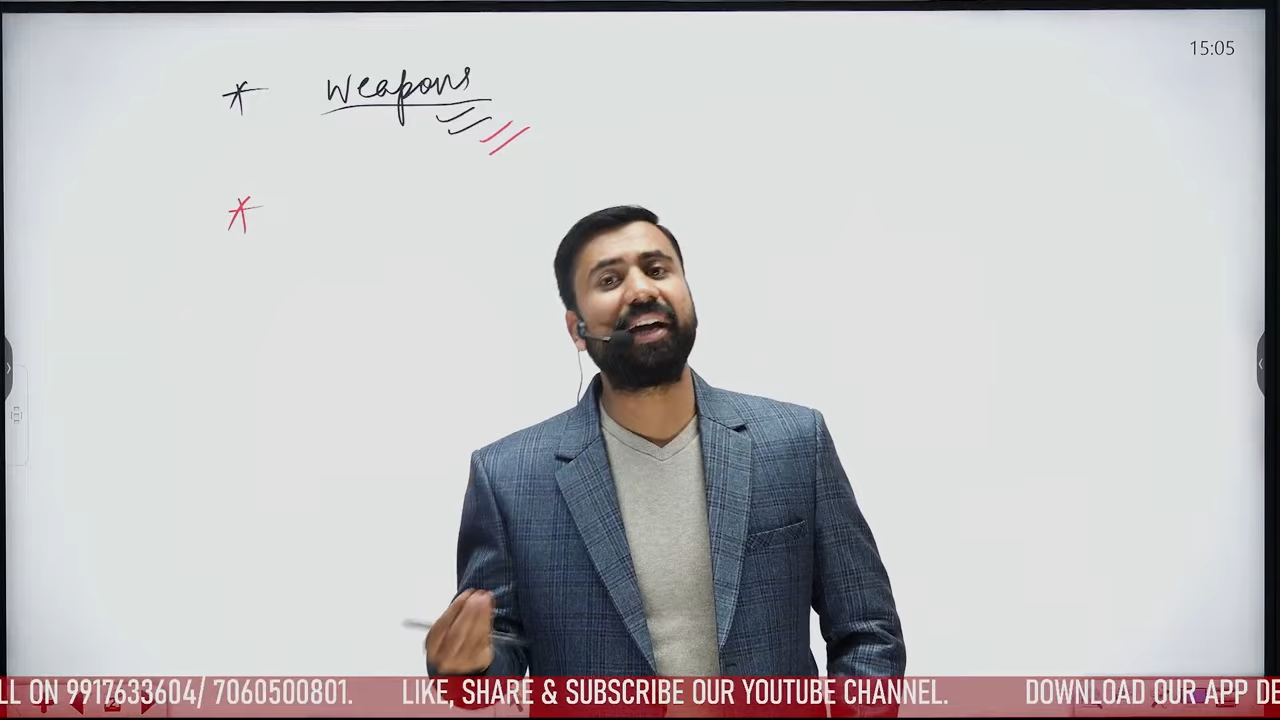 15:05
* Weapons
*
LL ON 9917633604/ 7060500801. LIKE, SHARE & SUBSCRIBE OUR YOUTUBE CHANNEL. DOWNLOAD OUR APP DE